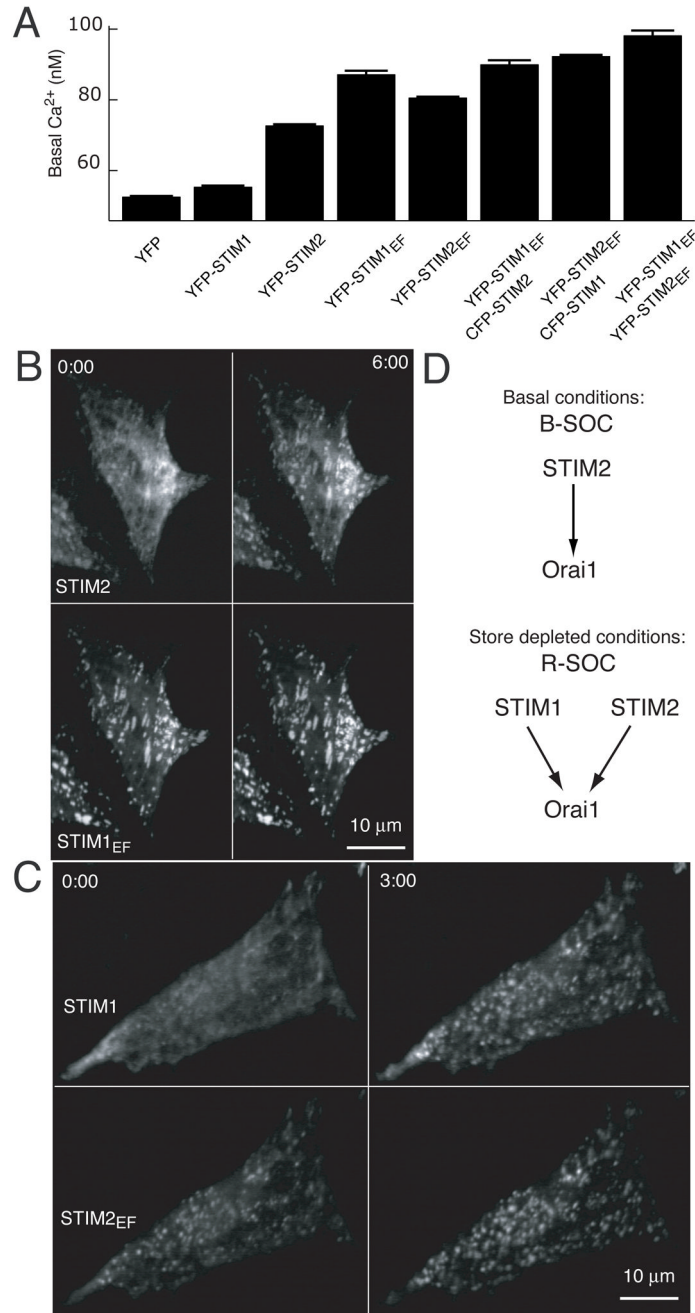 A
Basal Ca2+ (nM)
100
80
60
YFP
YFP-STIM1
YFP-STIM2
YFP-STIM1EF
YFP-STIM2EF
YFP-STIM1EF
CFP-STIM2
YFP-STIM2EF
CFP-STIM1
YFP-STIM1EF
YFP-STIM2EF
B
0:00
6:00
STIM2
STIM1EF
10 μm
D
Basal conditions:
B-SOC
STIM2
Orai1
Store depleted conditions:
R-SOC
STIM1 STIM2
Orai1
C
0:00
3:00
STIM1
STIM2EF
10 μm